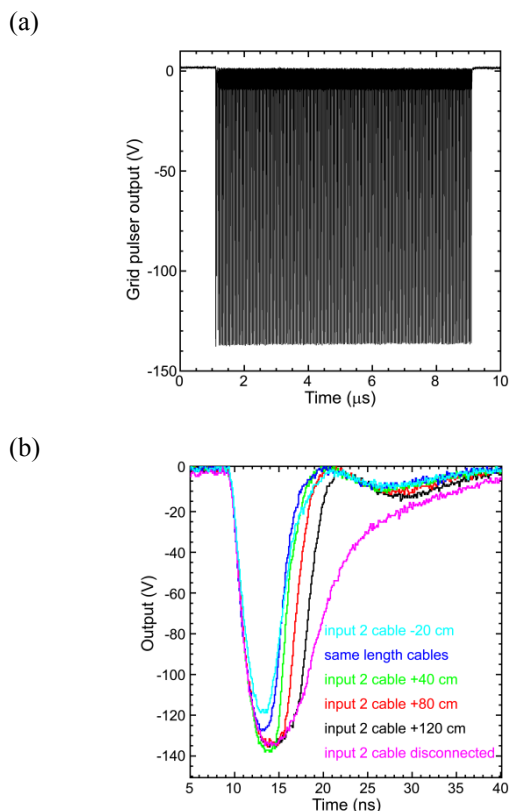 (a)
0
-50
-100
-150
Grid pulser output (V)
0 2 4 6 8 10
Time (μs)
(b)
0
-20
-40
-60
-80
-100
-120
-140
Output (V)
input 2 cable -20 cm
same length cables
input 2 cable +40 cm
input 2 cable +80 cm
input 2 cable +120 cm
input 2 cable disconnected
5 10 15 20 25 30 35 40
Time (ns)